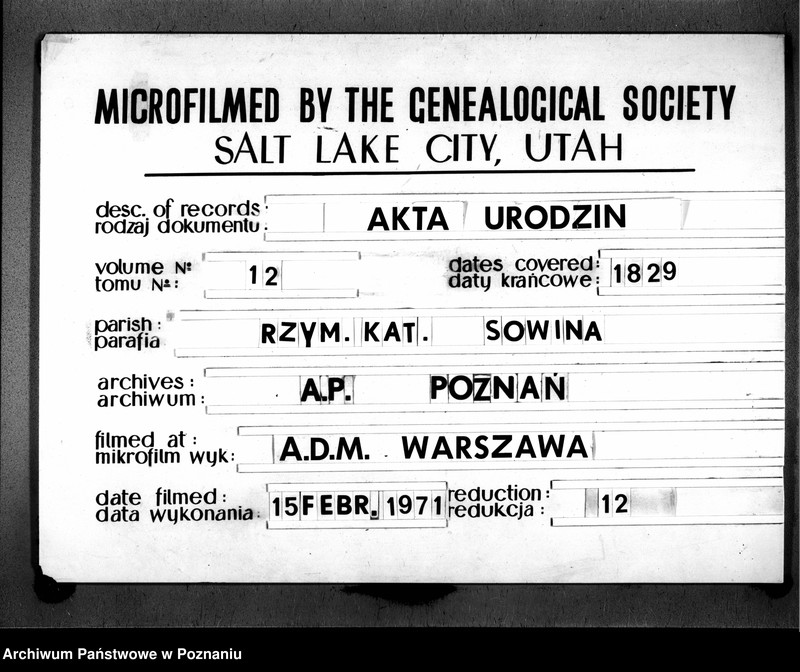 MICROFILMED BY THE GENEALOGICAL SOCIETY
SALT LAKE CITY, UTAH
desc. of records:
rodzaj dokumentu: AKTA URODZIN
volume №
tomu №: 12
dates covered:
daty krańcowe: 1829
parish:
parafia RZYM. KAT. SOWINA
archives:
archiwum: A.P. POZNAŃ
filmed at:
mikrofilm wyk: A.D.M. WARSZAWA
date filmed:
data wykonania: 15 FEBR. 1971
reduction:
redukcja: 12
Archiwum Państwowe w Poznaniu